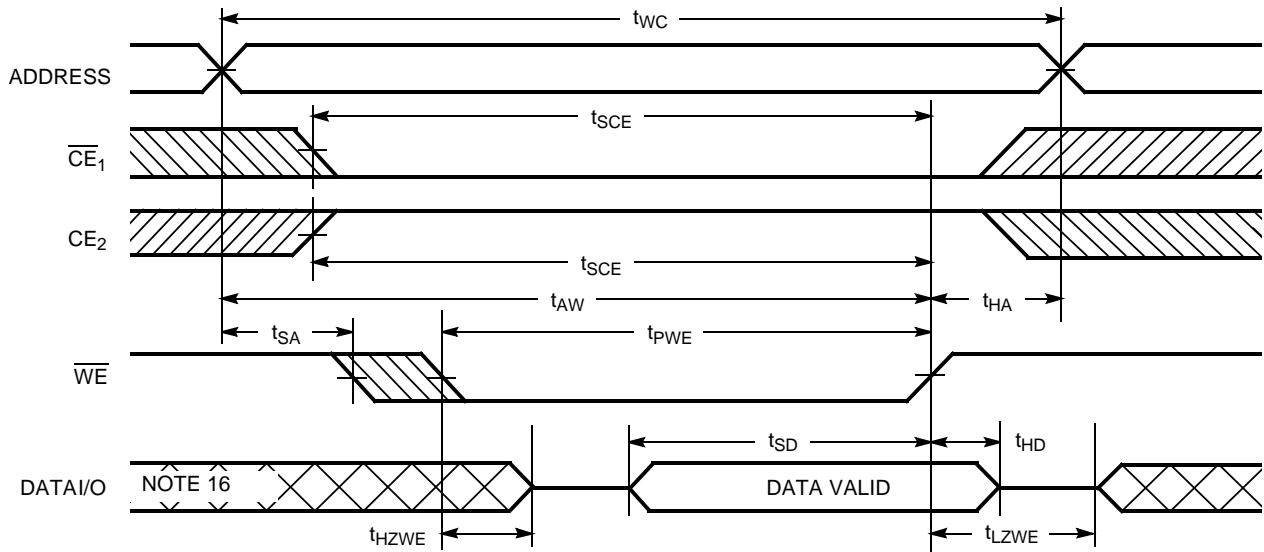 tWC
ADDRESS
tSCE
CE1
CE2
tSCE
tAW
tHA
tSA
tPWE
WE
tSD
tHD
DATAI/O
NOTE 16
DATA VALID
tHZWE
tLZWE